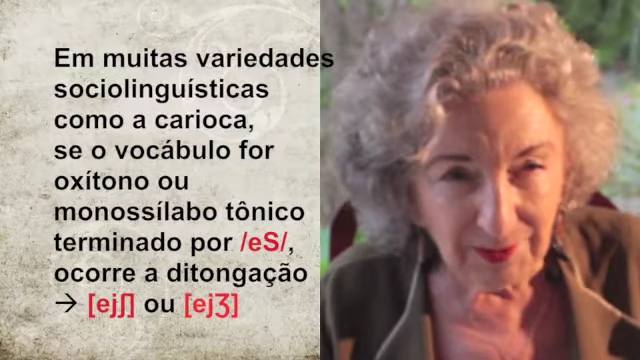 Em muitas variedades
sociolinguísticas
como a carioca,
se o vocábulo for
oxítono ou
monossílabo tônico
terminado por /eS/,
ocorre a ditongação
→ [ejʃ] ou [ejʒ]